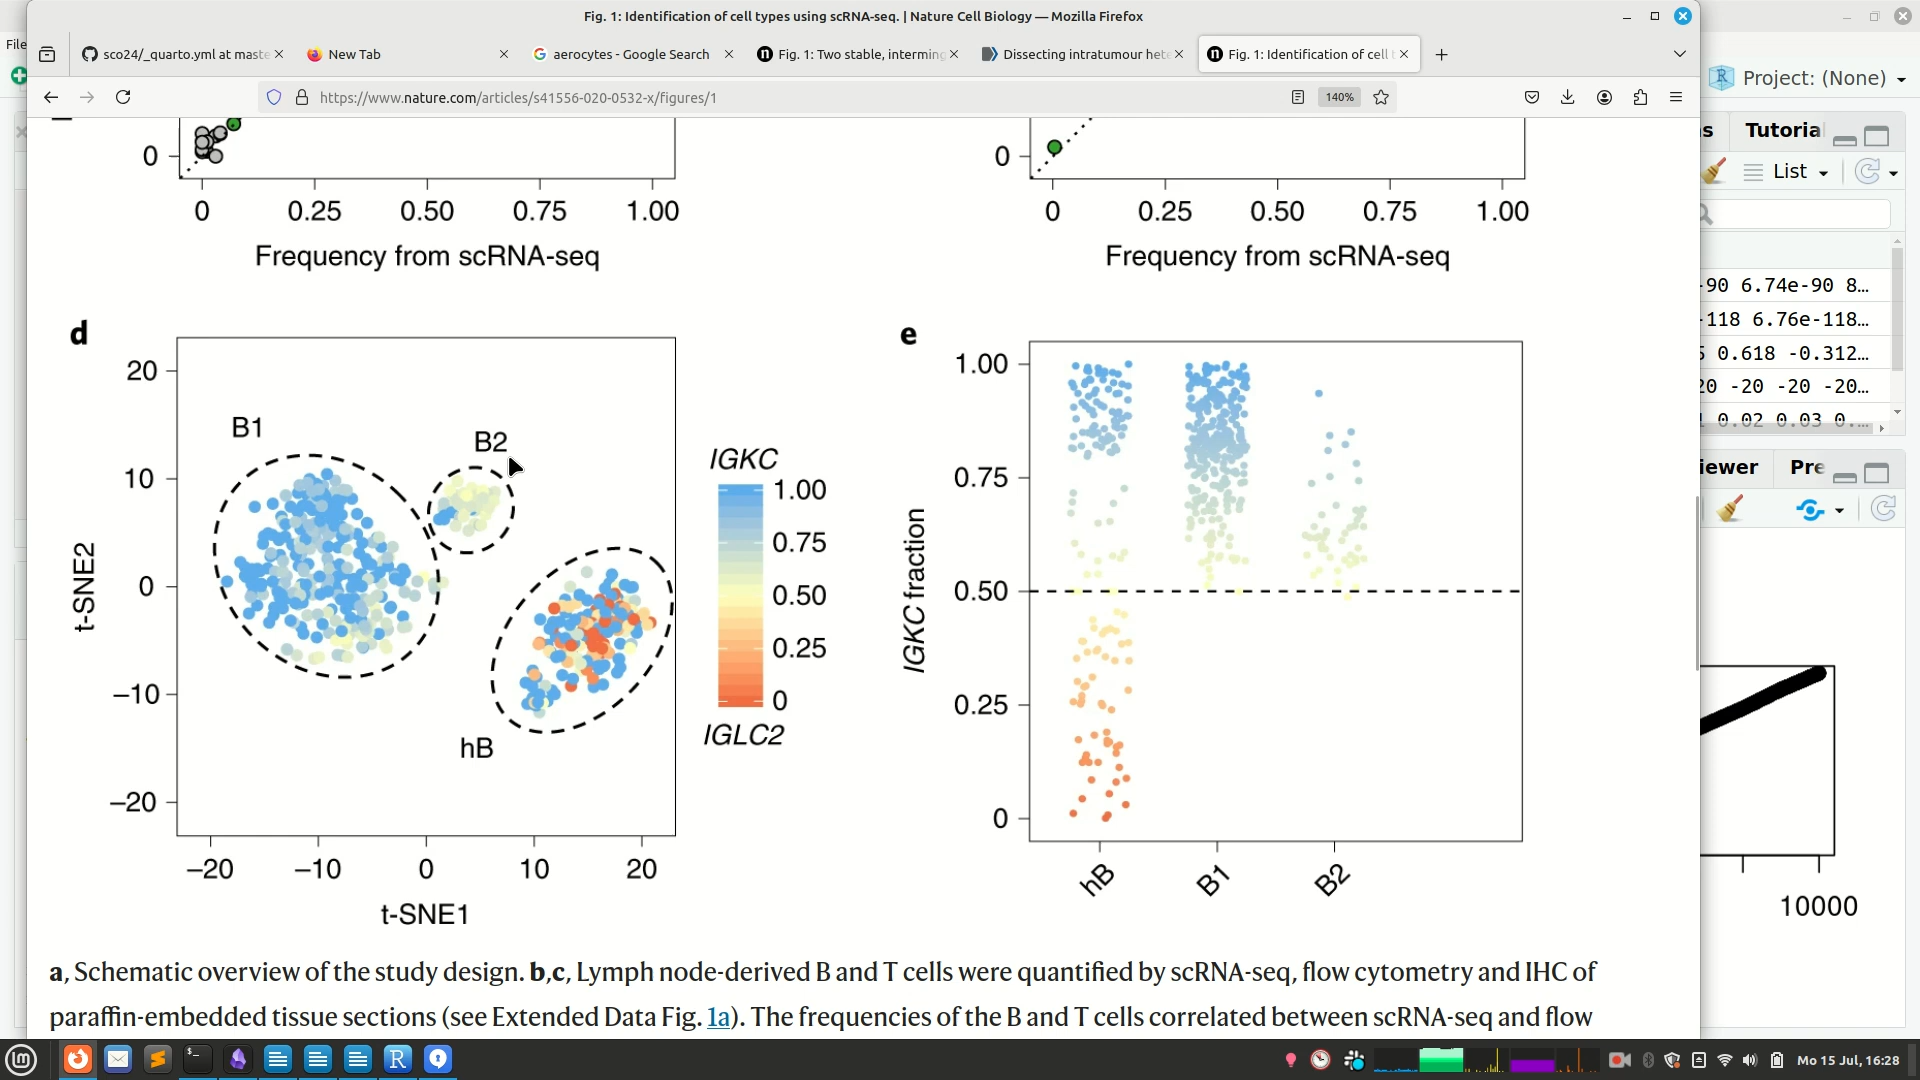 Fig. 1: Identification of cell types using scRNA-seq. | Nature Cell Biology — Mozilla Firefox
File
sco24/_quarto.yml at maste
New Tab
aerocytes - Google Search
Fig. 1: Two stable, interming
Dissecting intratumour hete
Fig. 1: Identification of cell t
https://www.nature.com/articles/s41556-020-0532-x/figures/1
140%
Project: (None)
Tutoria
List
0
0 0.25 0.50 0.75 1.00
Frequency from scRNA-seq
0
0 0.25 0.50 0.75 1.00
Frequency from scRNA-seq
-90 6.74e-90 8…
-118 6.76e-118…
0.618 -0.312…
20 -20 -20 -20…
0.02 0.03 0…
iewer
Pre
10000
d
t-SNE2
20
10
0
−10
−20
B1
B2
hB
−20 −10 0 10 20
t-SNE1
IGKC
1.00
0.75
0.50
0.25
0
IGLC2
e
IGKC fraction
1.00
0.75
0.50
0.25
0
hB
B1
B2
a, Schematic overview of the study design. b,c, Lymph node-derived B and T cells were quantified by scRNA-seq, flow cytometry and IHC of
paraffin-embedded tissue sections (see Extended Data Fig. 1a). The frequencies of the B and T cells correlated between scRNA-seq and flow
Mo 15 Jul, 16:28